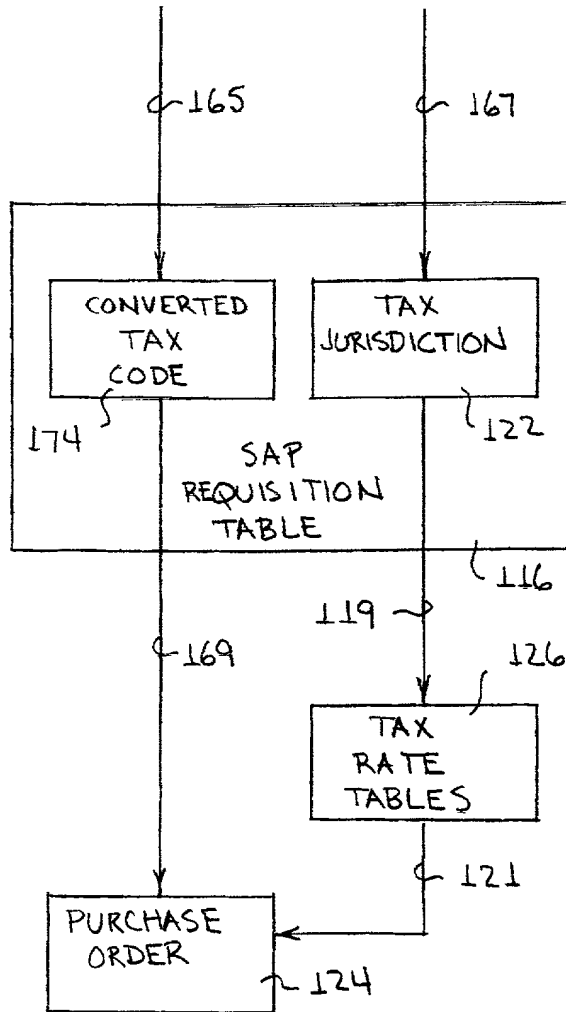 165
167
CONVERTED
TAX
CODE
TAX
JURISDICTION
174
122
SAP
REQUISITION
TABLE
116
119
126
169
TAX
RATE
TABLES
121
PURCHASE
ORDER
124